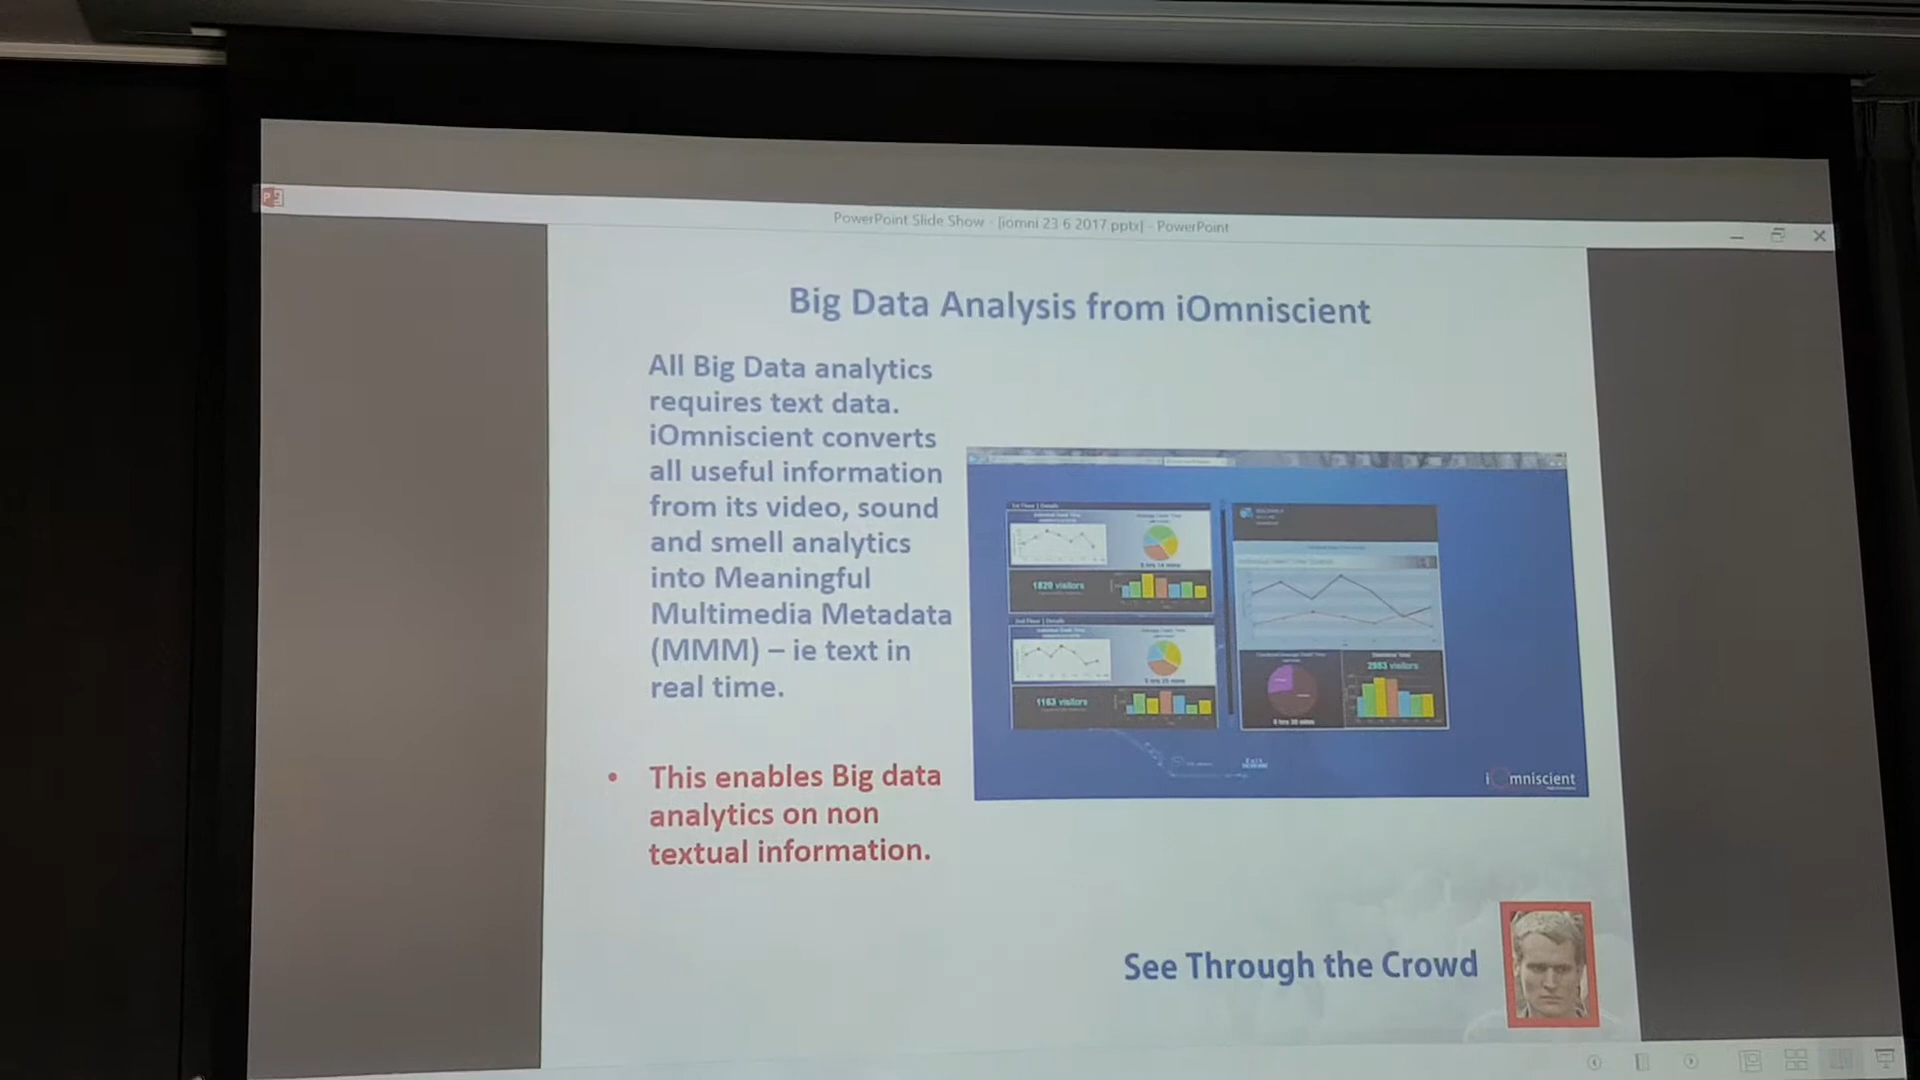 PowerPoint Slide Show - [iomni 23 6 2017.pptx] - PowerPoint
Big Data Analysis from iOmniscient
All Big Data analytics
requires text data.
iOmniscient converts
all useful information
from its video, sound
and smell analytics
into Meaningful
Multimedia Metadata
(MMM) – ie text in
real time.
• This enables Big data
analytics on non
textual information.
1820 visitors
1163 visitors
2983 visitors
iOmniscient
See Through the Crowd